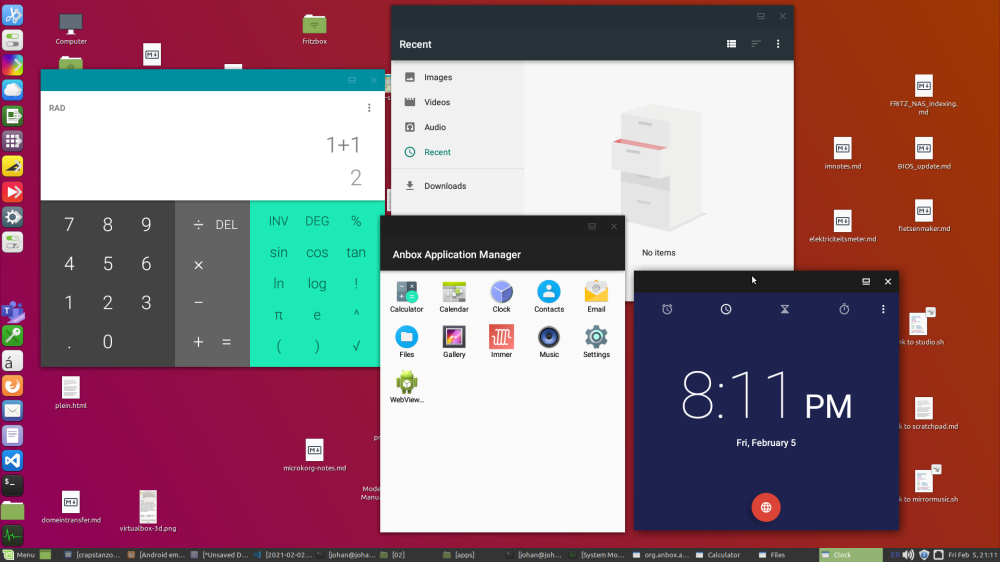 Computer
fritzbox
FRITZ_NAS_indexing.
md
imnotes.md
BIOS_update.md
elektriciteitsmeter.md
fietsenmaker.md
nk to studio.sh
k to scratchpad.md
k to mirrormusic.sh
plein.html
microkorg-notes.md
domeintransfer.md
virtualbox-3d.png
Mode
Manu
RAD
1+1
2
7 8 9 ÷ DEL INV DEG %
4 5 6 × sin cos tan
1 2 3 − ln log !
π e ^
. 0 + = ( ) √
Recent
Images
Videos
Audio
Recent
Downloads
No items
Anbox Application Manager
Calculator Calendar Clock Contacts Email
Files Gallery Immer Music Settings
WebView...
8:11 PM
Fri, February 5
Menu [crapstanzo... [Android em... [*Unsaved D... [2021-02-02... [johan@joha... [02] [apps] [johan@joh... [System Mo... org.anbox.a... Calculator Files Clock EN Fri Feb 5, 21:11